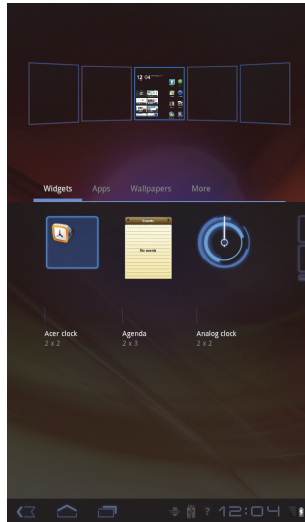 12 04
Widgets Apps Wallpapers More
No events
Acer clock Agenda Analog clock
2 x 2 2 x 3 2 x 2
? 12:04